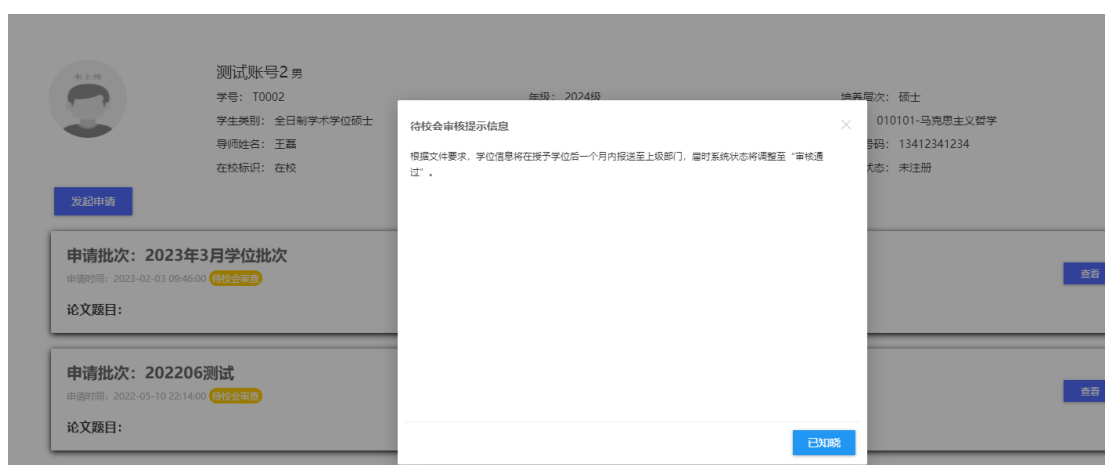 未上传
测试账号2 男
学号: T0002
年级: 2024级
培养层次: 硕士
学生类别: 全日制学术学位硕士
010101-马克思主义哲学
导师姓名: 王磊
号码: 13412341234
在校标识: 在校
状态: 未注册
发起申请
待校会审核提示信息
根据文件要求，学位信息将在授予学位后一个月内报送至上级部门，届时系统状态将调整至“审核通
过”。
申请批次：2023年3月学位批次
申请时间: 2023-02-03 09:46:00 待校会审查
查看
论文题目:
申请批次：202206测试
申请时间: 2022-05-10 22:14:00 待校会审查
查看
论文题目:
已知晓